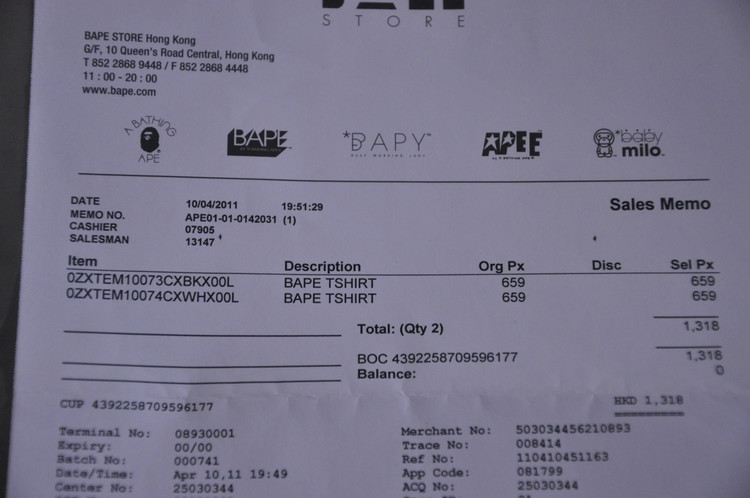 STORE
BAPE STORE Hong Kong
G/F, 10 Queen's Road Central, Hong Kong
T 852 2868 9448 / F 852 2868 4448
11 : 00 - 20 : 00
www.bape.com
A BATHING APE
BAPE
*BAPY™
APEE
*baby milo
DATE 10/04/2011 19:51:29 Sales Memo
MEMO NO. APE01-01-0142031 (1)
CASHIER 07905
SALESMAN 13147
Item Description Org Px Disc Sel Px
0ZXTEM10073CXBKX00L BAPE TSHIRT 659 659
0ZXTEM10074CXWHX00L BAPE TSHIRT 659 659
Total: (Qty 2) 1,318
BOC 4392258709596177 1,318
Balance: 0
CUP 4392258709596177 HKD 1,318
Terminal No: 08930001 Merchant No: 503034456210893
Expiry: 00/00 Trace No: 008414
Batch No: 000741 Ref No: 110410451163
Date/Time: Apr 10,11 19:49 App Code: 081799
Center No: 25030344 ACQ No: 25030344